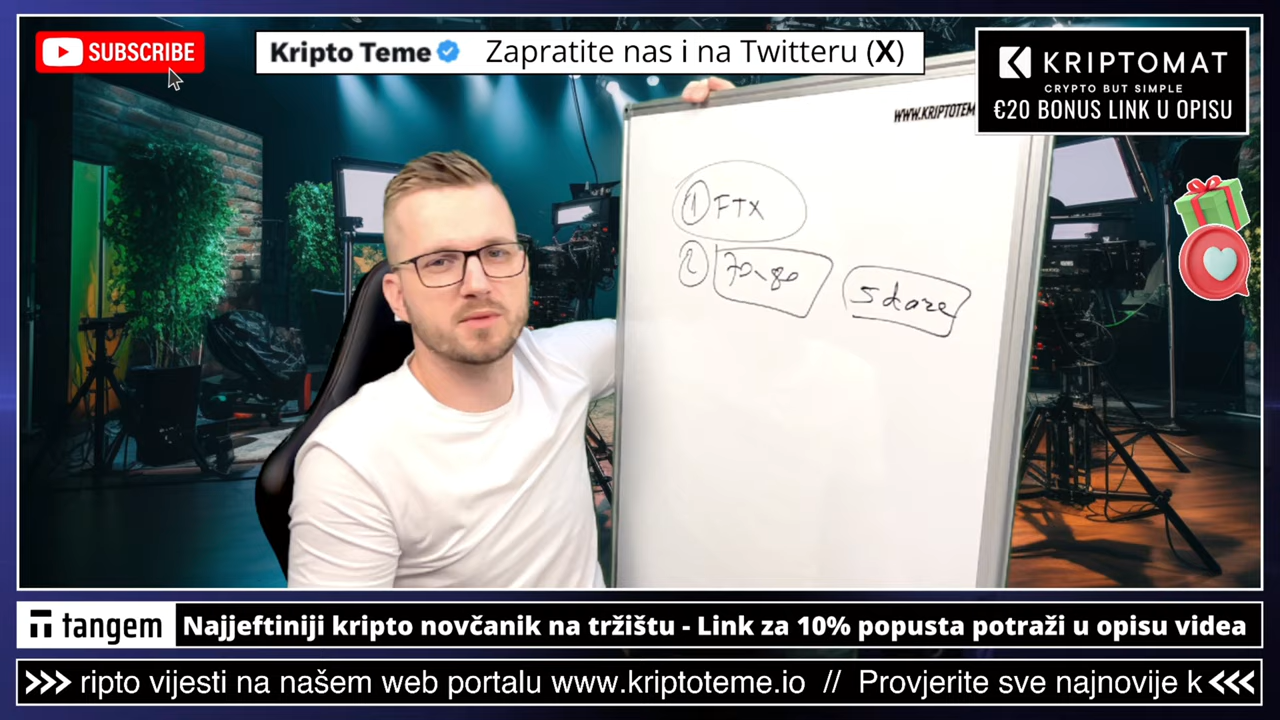 SUBSCRIBE
Kripto Teme Zapratite nas i na Twitteru (X)
KRIPTOMAT
CRYPTO BUT SIMPLE
€20 BONUS LINK U OPISU
WWW.KRIPTOTEM
1 FTX
2 70-80
tangem Najjeftiniji kripto novčanik na tržištu - Link za 10% popusta potraži u opisu videa
>>> ripto vijesti na našem web portalu www.kriptoteme.io // Provjerite sve najnovije k <<<